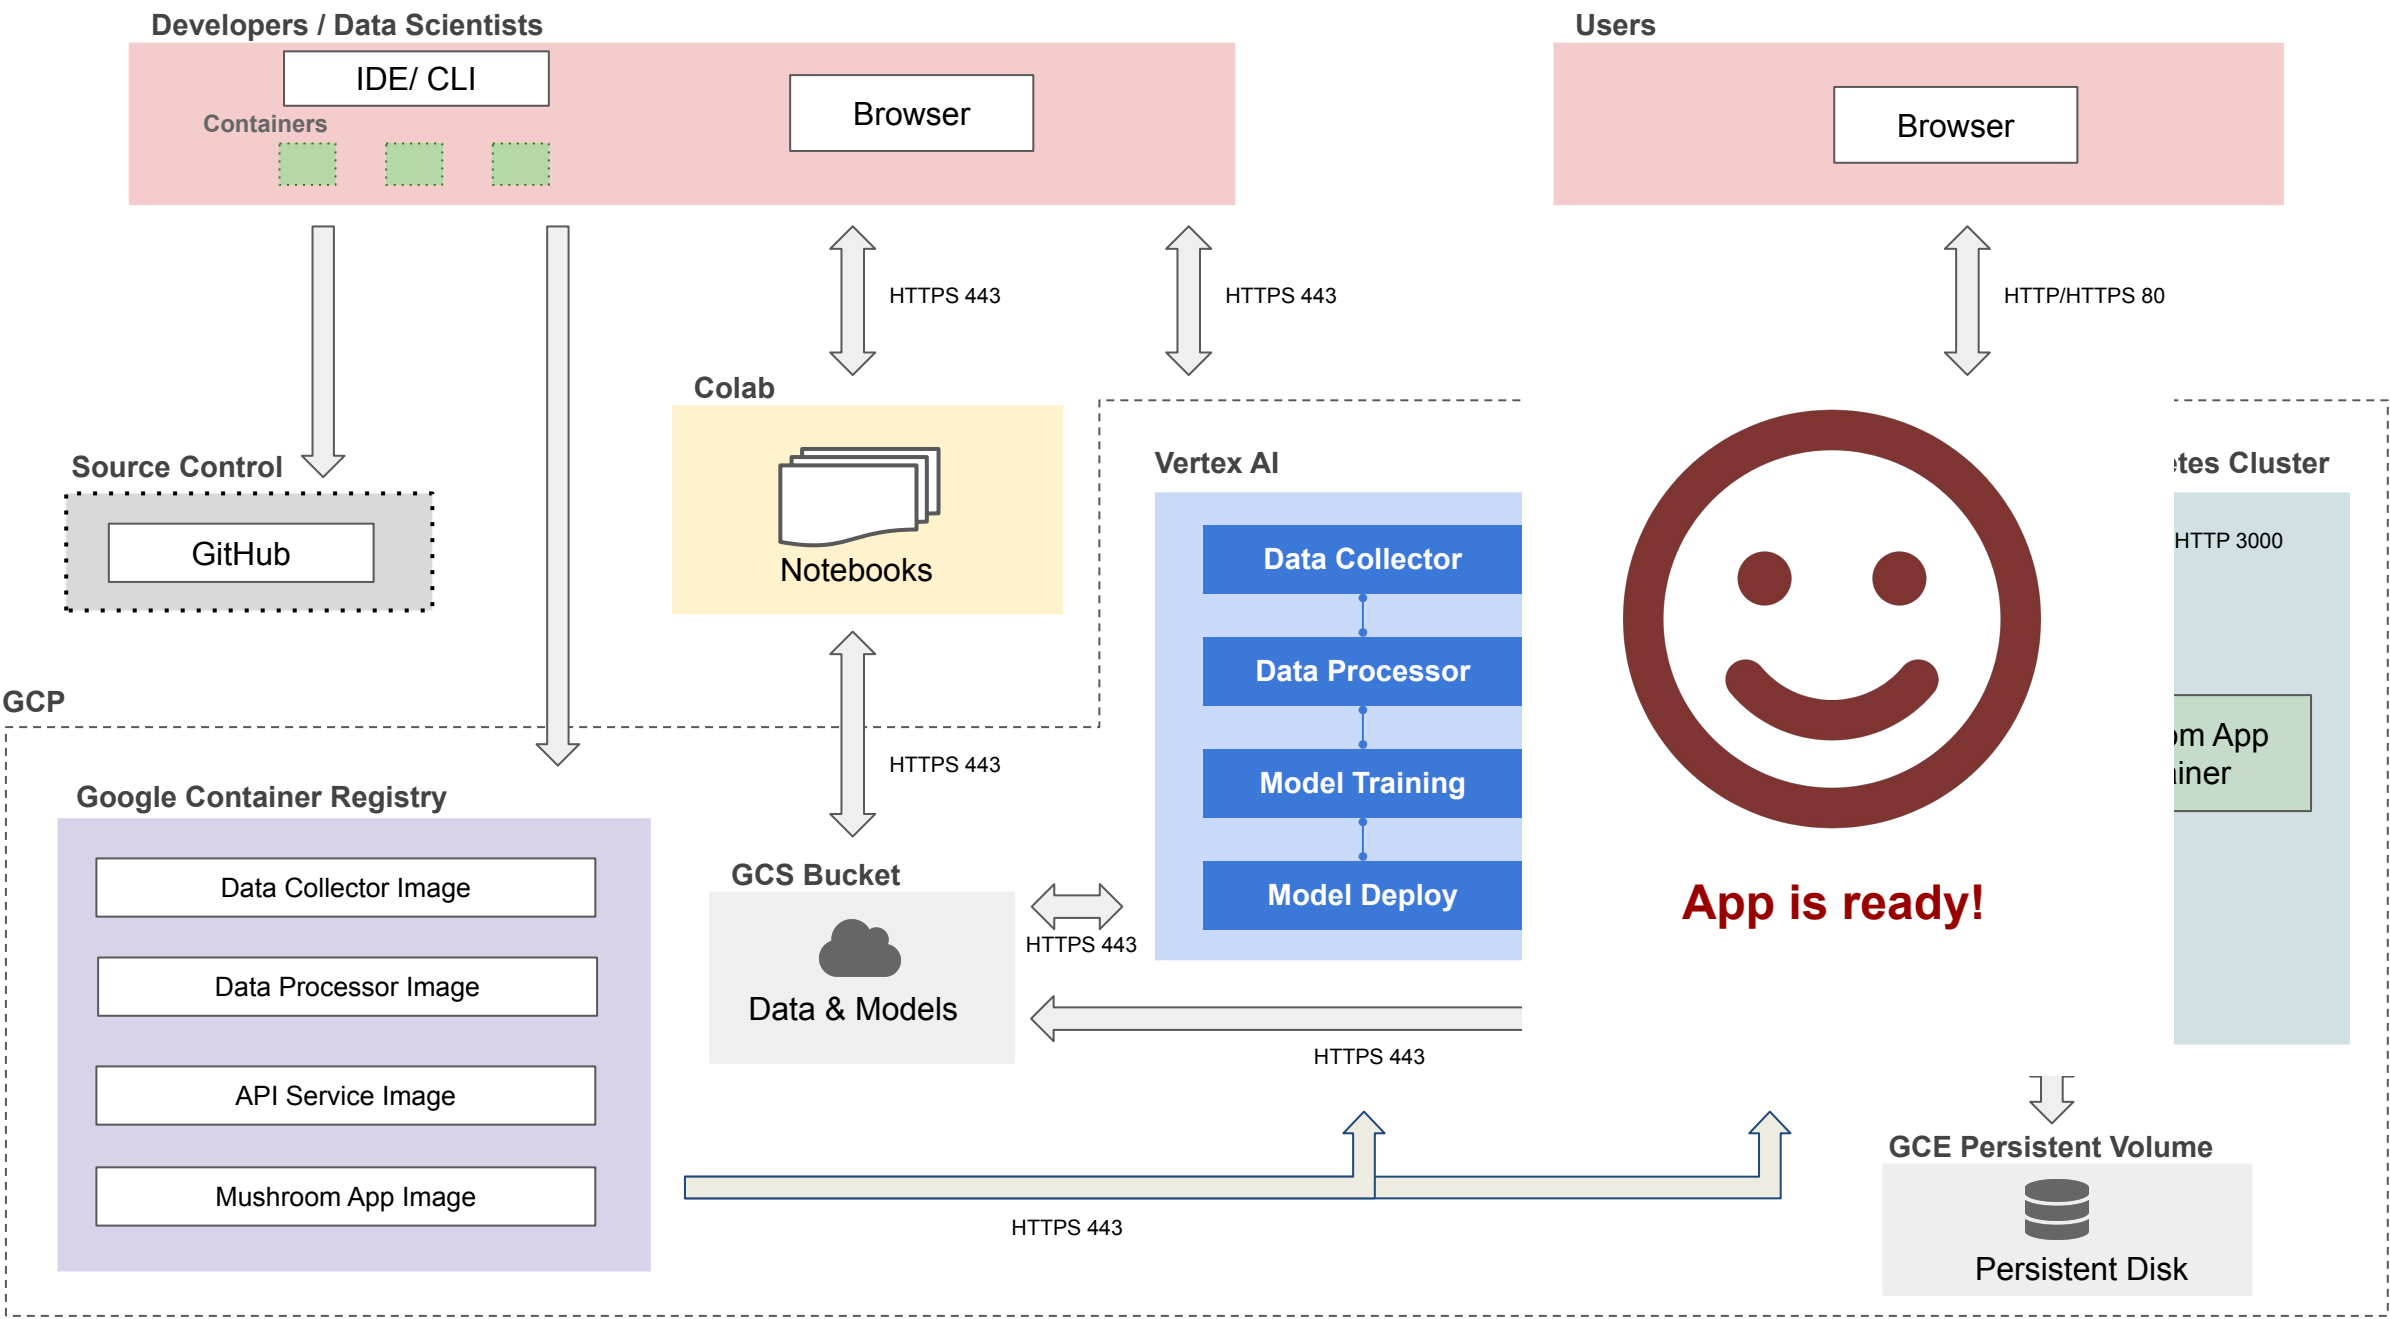 Developers / Data Scientists
Users
IDE/ CLI
Containers
Browser
Browser
HTTPS 443
HTTPS 443
HTTP/HTTPS 80
Colab
Notebooks
Source Control
GitHub
Vertex AI
Data Collector
Data Processor
Model Training
Model Deploy
Cluster
HTTP 3000
App
App is ready!
GCP
HTTPS 443
Google Container Registry
Data Collector Image
Data Processor Image
API Service Image
Mushroom App Image
GCS Bucket
Data & Models
HTTPS 443
HTTPS 443
HTTPS 443
GCE Persistent Volume
Persistent Disk